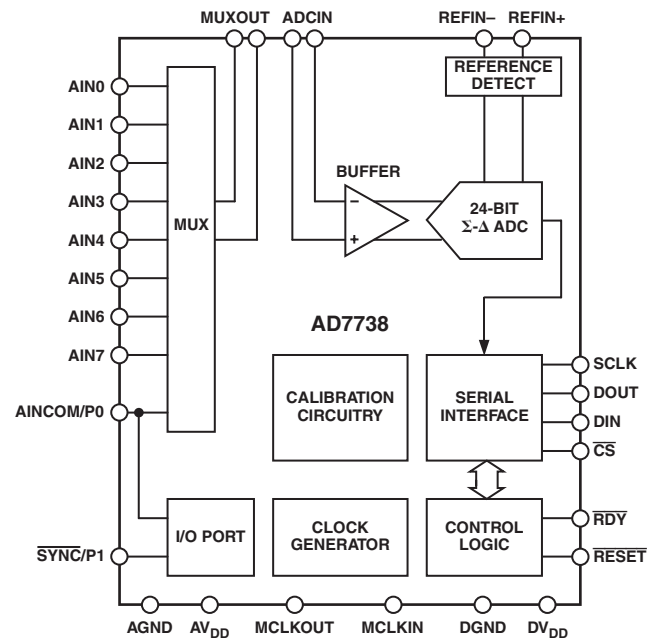 MUXOUT ADCIN REFIN– REFIN+
REFERENCE
DETECT
AIN0
AIN1
AIN2
AIN3
AIN4
AIN5
AIN6
AIN7
AINCOM/P0
SYNC/P1
MUX
BUFFER
–
+
24-BIT
Σ-Δ ADC
AD7738
CALIBRATION
CIRCUITRY
SERIAL
INTERFACE
SCLK
DOUT
DIN
CS
I/O PORT
CLOCK
GENERATOR
CONTROL
LOGIC
RDY
RESET
AGND AVDD MCLKOUT MCLKIN DGND DVDD